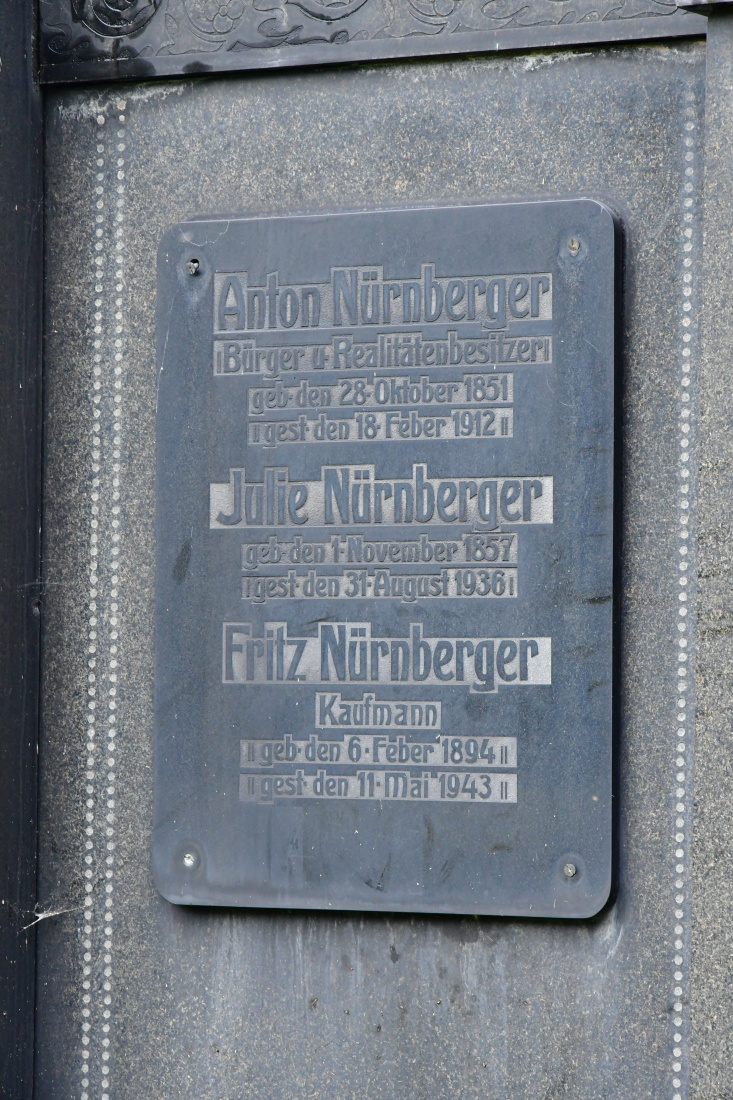 Anton Nürnberger
Bürger u. Realitätenbesitzer
geb. den 28. Oktober 1851
gest. den 18. Feber 1912
Julie Nürnberger
geb. den 1. November 1857
gest. den 31. August 1936
Fritz Nürnberger
Kaufmann
geb. den 6. Feber 1894
gest. den 11. Mai 1943